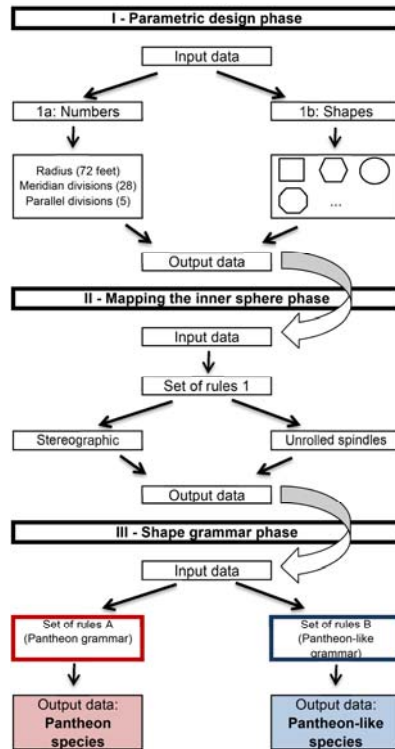 I - Parametric design phase
Input data
1a: Numbers
1b: Shapes
Radius (72 feet)
Meridian divisions (28)
Parallel divisions (5)
...
Output data
II - Mapping the inner sphere phase
Input data
Set of rules 1
Stereographic
Unrolled spindles
Output data
III - Shape grammar phase
Input data
Set of rules A
(Pantheon grammar)
Set of rules B
(Pantheon-like
grammar)
Output data:
Pantheon
species
Output data:
Pantheon-like
species